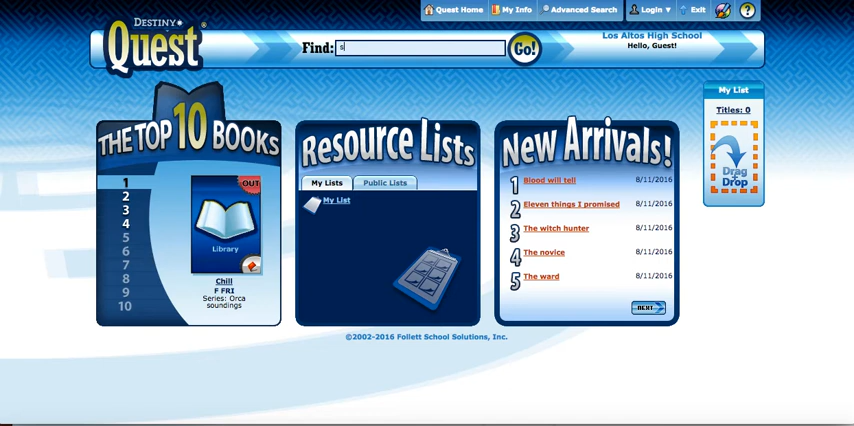 DESTINY
Quest®
Quest Home
My Info
Advanced Search
Login ▼
Exit
Find: s
Go!
Los Altos High School
Hello, Guest!
THE TOP 10 BOOKS
1
2
3
4
5
6
7
8
9
10
OUT
Library
Chill
F FRI
Series: Orca
soundings
Resource Lists
My Lists
Public Lists
My List
New Arrivals!
1 Blood will tell 8/11/2016
2 Eleven things I promised 8/11/2016
3 The witch hunter 8/11/2016
4 The novice 8/11/2016
5 The ward 8/11/2016
NEXT
My List
Titles: 0
Drag
+
Drop
©2002-2016 Follett School Solutions, Inc.